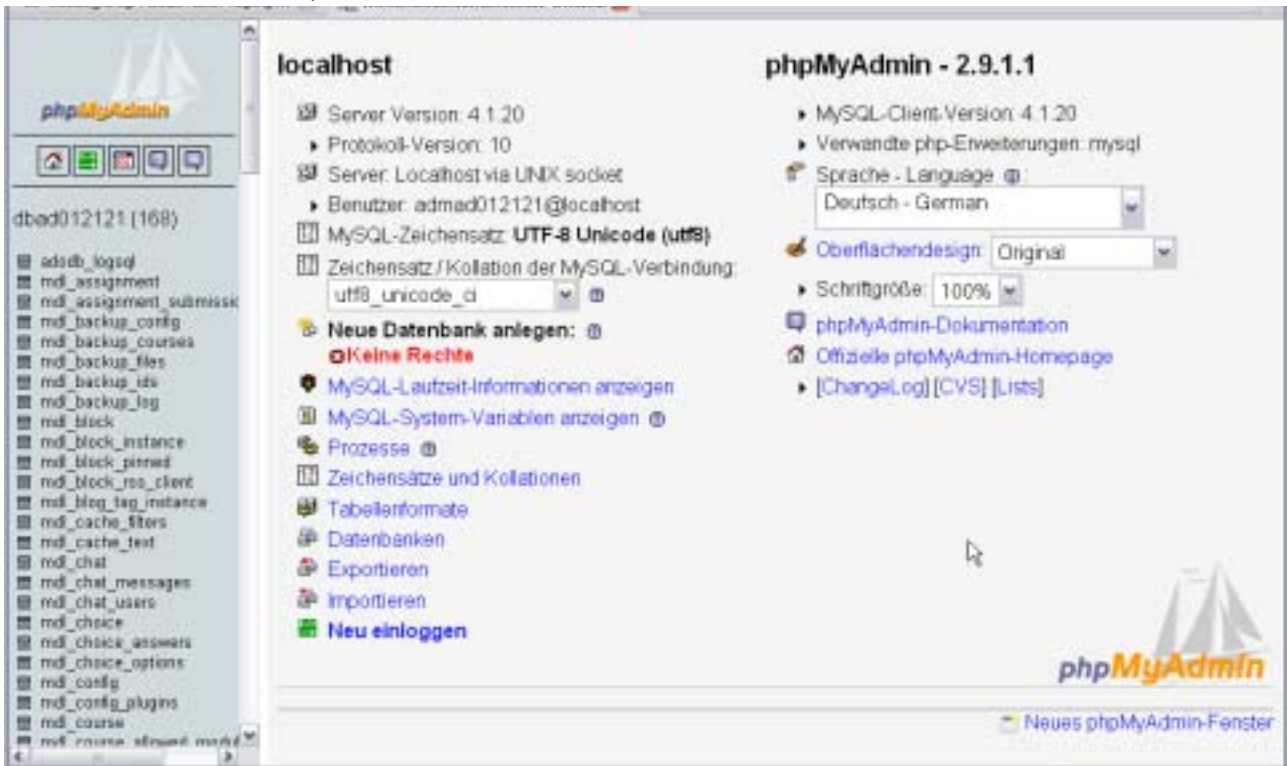 phpMyAdmin
dbad012121 (168)
adodb_logsql
mdl_assignment
mdl_assignment_submissic
mdl_backup_config
mdl_backup_courses
mdl_backup_files
mdl_backup_ids
mdl_backup_log
mdl_block
mdl_block_instance
mdl_block_pinned
mdl_block_rss_client
mdl_blog_tag_instance
mdl_cache_filters
mdl_cache_text
mdl_chat
mdl_chat_messages
mdl_chat_users
mdl_choice
mdl_choice_answers
mdl_choice_options
mdl_config
mdl_config_plugins
mdl_course
localhost
Server Version: 4.1.20
Protokoll-Version: 10
Server: Localhost via UNIX socket
Benutzer: admad012121@localhost
MySQL-Zeichensatz: UTF-8 Unicode (utf8)
Zeichensatz / Kollation der MySQL-Verbindung:
utf8_unicode_ci
Neue Datenbank anlegen:
Keine Rechte
MySQL-Laufzeit-Informationen anzeigen
MySQL-System-Variablen anzeigen
Prozesse
Zeichensätze und Kollationen
Tabellenformate
Datenbanken
Exportieren
Importieren
Neu einloggen
phpMyAdmin - 2.9.1.1
MySQL-Client-Version: 4.1.20
Verwandte php-Erweiterungen: mysql
Sprache - Language :
Deutsch - German
Oberflächendesign: Original
Schriftgröße: 100%
phpMyAdmin-Dokumentation
Offizielle phpMyAdmin-Homepage
[ChangeLog] [CVS] [Lists]
phpMyAdmin
Neues phpMyAdmin-Fenster